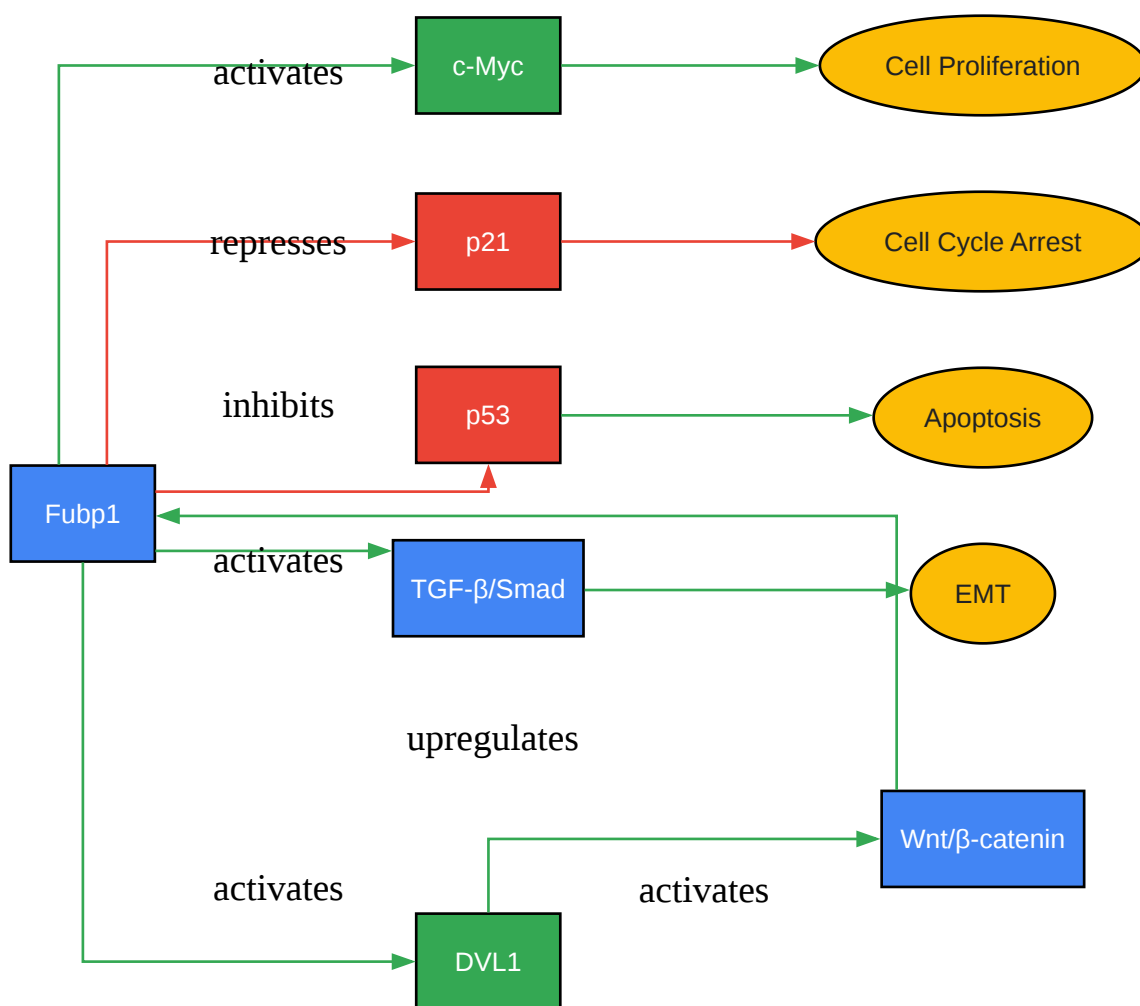 activates
c-Myc
Cell Proliferation
represses
p21
Cell Cycle Arrest
inhibits
p53
Apoptosis
Fubp1
activates
TGF-β/Smad
EMT
upregulates
Wnt/β-catenin
activates
activates
DVL1